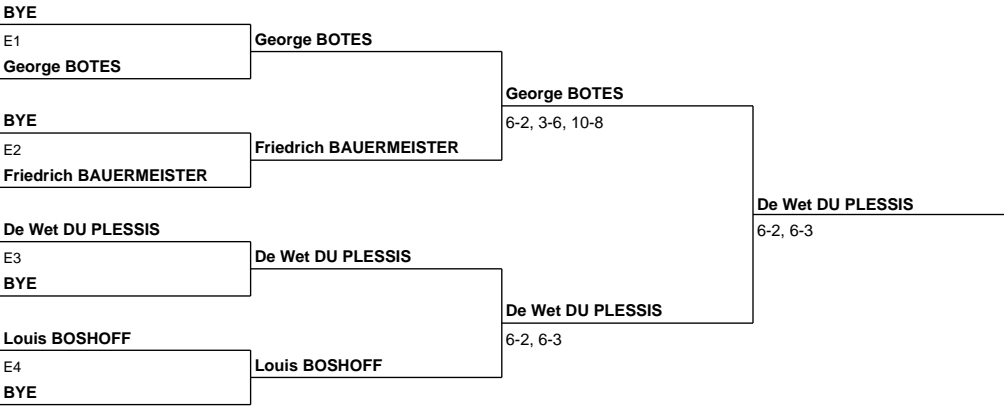 BYE
E1
George BOTES
BYE
E2
Friedrich BAUERMEISTER
De Wet DU PLESSIS
E3
BYE
Louis BOSHOFF
E4
BYE
George BOTES
Friedrich BAUERMEISTER
De Wet DU PLESSIS
Louis BOSHOFF
George BOTES
6-2, 3-6, 10-8
De Wet DU PLESSIS
6-2, 6-3
De Wet DU PLESSIS
6-2, 6-3